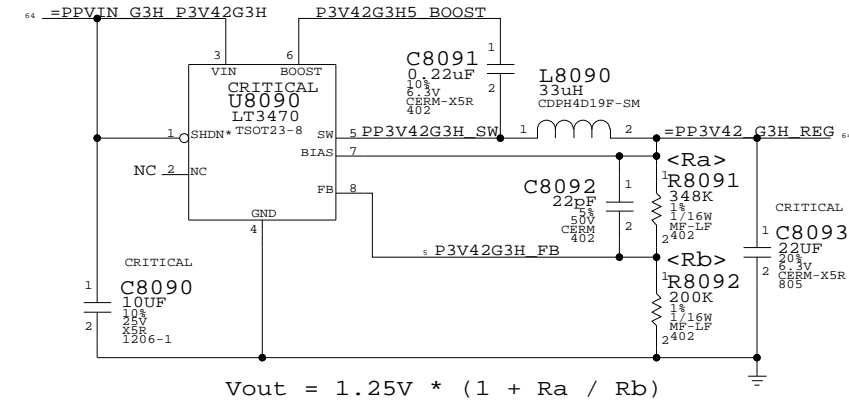 64 =PPVIN_G3H_P3V42G3H
P3V42G3H5_BOOST
3
VIN
6
BOOST
CRITICAL
U8090
LT3470
TSOT23-8
1 SHDN*
NC 2 NC
GND
4
SW 5 PP3V42G3H_SW
BIAS 7
FB 8
C8091
0.22uF
10%
6.3V
CERM-X5R
402
1
2
L8090
33uH
CDPH4D19F-SM
1 2
=PP3V42_G3H_REG 64
<Ra>
1
R8091
348K
1%
1/16W
MF-LF
2 402
C8092
22pF
5%
50V
CERM
402
1
2
5 P3V42G3H_FB
<Rb>
1
R8092
200K
1%
1/16W
MF-LF
2 402
CRITICAL
1
C8093
22UF
20%
6.3V
CERM-X5R
805
2
CRITICAL
1
C8090
10UF
10%
25V
X5R
1206-1
2
Vout = 1.25V * (1 + Ra / Rb)